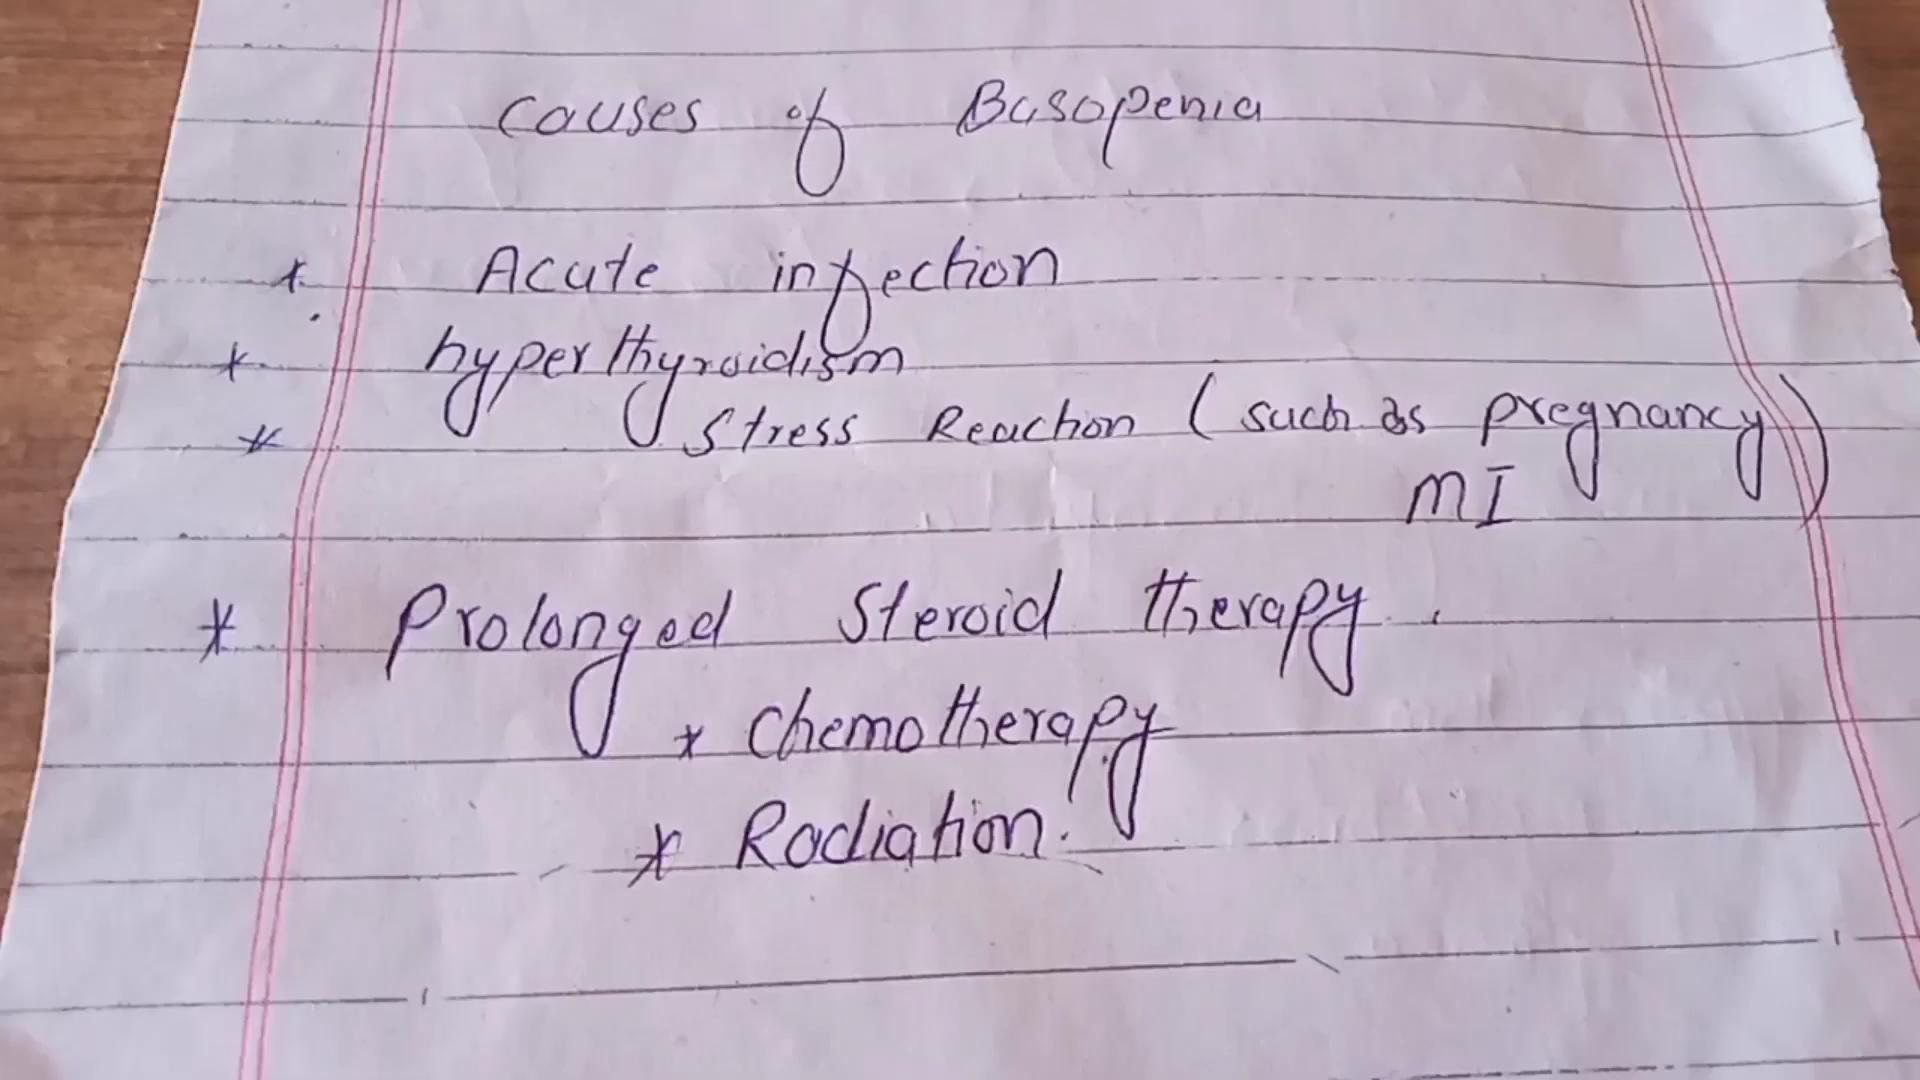 Causes of Basopenia
* Acute infection
* hyperthyroidism
* Stress Reaction (such as pregnancy)
MI
* Prolonged Steroid therapy.
* Chemotherapy
* Radiation.